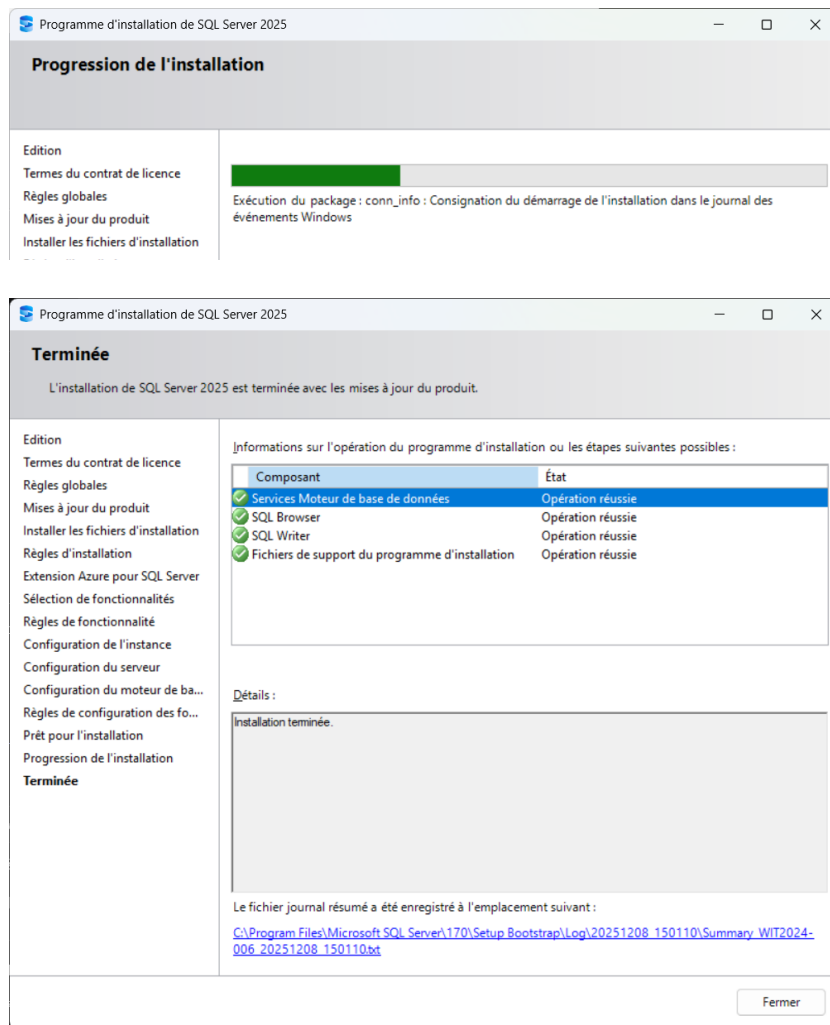 Programme d'installation de SQL Server 2025
Progression de l'installation
Edition
Termes du contrat de licence
Règles globales
Mises à jour du produit
Installer les fichiers d'installation
Exécution du package : conn_info : Consignation du démarrage de l'installation dans le journal des
événements Windows
Programme d'installation de SQL Server 2025
Terminée
L'installation de SQL Server 2025 est terminée avec les mises à jour du produit.
Edition
Termes du contrat de licence
Règles globales
Mises à jour du produit
Installer les fichiers d'installation
Règles d'installation
Extension Azure pour SQL Server
Sélection de fonctionnalités
Règles de fonctionnalité
Configuration de l'instance
Configuration du serveur
Configuration du moteur de ba...
Règles de configuration des fo...
Prêt pour l'installation
Progression de l'installation
Terminée
Informations sur l'opération du programme d'installation ou les étapes suivantes possibles :
Composant État
Services Moteur de base de données Opération réussie
SQL Browser Opération réussie
SQL Writer Opération réussie
Fichiers de support du programme d'installation Opération réussie
Détails :
Installation terminée.
Le fichier journal résumé a été enregistré à l'emplacement suivant :
C:\Program Files\Microsoft SQL Server\170\Setup Bootstrap\Log\20251208_150110\Summary_WIT2024-
006_20251208_150110.txt
Fermer